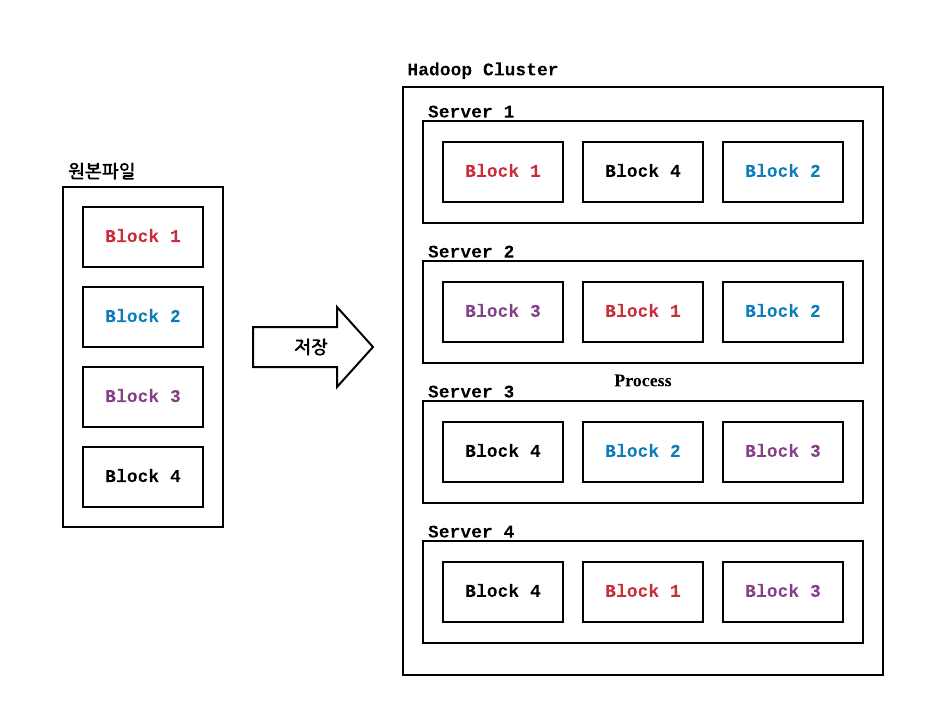 원본파일
Block 1
Block 2
Block 3
Block 4
저장
Hadoop Cluster
Server 1
Block 1 Block 4 Block 2
Server 2
Block 3 Block 1 Block 2
Process
Server 3
Block 4 Block 2 Block 3
Server 4
Block 4 Block 1 Block 3